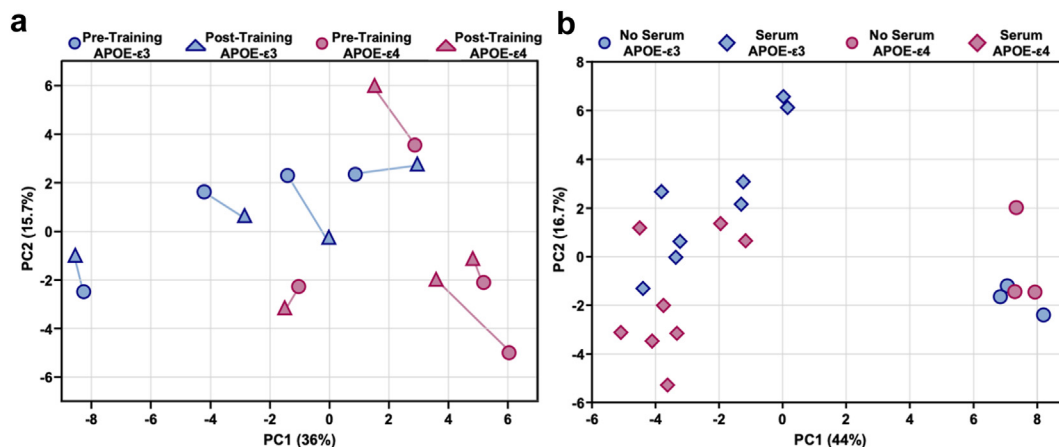 a
Pre-Training APOE-ε3
Post-Training APOE-ε3
Pre-Training APOE-ε4
Post-Training APOE-ε4
6
4
2
0
-2
-4
-6
PC2 (15.7%)
-8
-6
-4
-2
0
2
4
6
PC1 (36%)
b
No Serum APOE-ε3
Serum APOE-ε3
No Serum APOE-ε4
Serum APOE-ε4
8
6
4
2
0
-2
-4
-6
PC2 (16.7%)
-6
-4
-2
0
2
4
6
8
PC1 (44%)